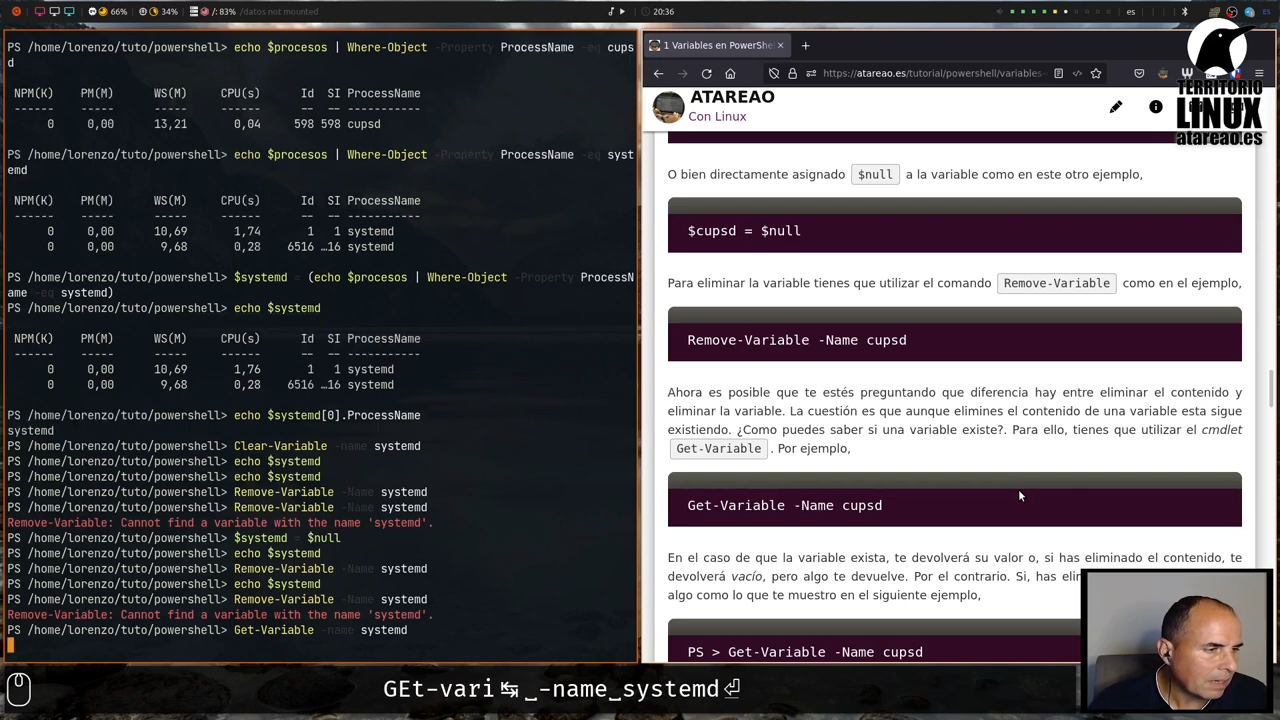 66% 34% /: 83% /datos not mounted 20:36 es ES
PS /home/lorenzo/tuto/powershell> echo $procesos | Where-Object -Property ProcessName -eq cups
d
NPM(K) PM(M) WS(M) CPU(s) Id SI ProcessName
------ ----- ----- ------ -- -- -----------
0 0,00 13,21 0,04 598 598 cupsd
PS /home/lorenzo/tuto/powershell> echo $procesos | Where-Object -Property ProcessName -eq syst
emd
NPM(K) PM(M) WS(M) CPU(s) Id SI ProcessName
------ ----- ----- ------ -- -- -----------
0 0,00 10,69 1,74 1 1 systemd
0 0,00 9,68 0,28 6516 …16 systemd
PS /home/lorenzo/tuto/powershell> $systemd = (echo $procesos | Where-Object -Property ProcessN
ame -eq systemd)
PS /home/lorenzo/tuto/powershell> echo $systemd
NPM(K) PM(M) WS(M) CPU(s) Id SI ProcessName
------ ----- ----- ------ -- -- -----------
0 0,00 10,69 1,76 1 1 systemd
0 0,00 9,68 0,28 6516 …16 systemd
PS /home/lorenzo/tuto/powershell> echo $systemd[0].ProcessName
systemd
PS /home/lorenzo/tuto/powershell> Clear-Variable -name systemd
PS /home/lorenzo/tuto/powershell> echo $systemd
PS /home/lorenzo/tuto/powershell> echo $systemd
PS /home/lorenzo/tuto/powershell> Remove-Variable -Name systemd
PS /home/lorenzo/tuto/powershell> Remove-Variable -Name systemd
Remove-Variable: Cannot find a variable with the name 'systemd'.
PS /home/lorenzo/tuto/powershell> $systemd = $null
PS /home/lorenzo/tuto/powershell> echo $systemd
PS /home/lorenzo/tuto/powershell> Remove-Variable -Name systemd
PS /home/lorenzo/tuto/powershell> echo $systemd
PS /home/lorenzo/tuto/powershell> Remove-Variable -Name systemd
Remove-Variable: Cannot find a variable with the name 'systemd'.
PS /home/lorenzo/tuto/powershell> Get-Variable -name systemd
1 Variables en PowerShe
https://atareao.es/tutorial/powershell/variables-
TERRITORIO
LINUX
atareao.es
ATAREAO
Con Linux
O bien directamente asignado $null a la variable como en este otro ejemplo,
$cupsd = $null
Para eliminar la variable tienes que utilizar el comando Remove-Variable como en el ejemplo,
Remove-Variable -Name cupsd
Ahora es posible que te estés preguntando que diferencia hay entre eliminar el contenido y
eliminar la variable. La cuestión es que aunque elimines el contenido de una variable esta sigue
existiendo. ¿Como puedes saber si una variable existe?. Para ello, tienes que utilizar el cmdlet
Get-Variable . Por ejemplo,
Get-Variable -Name cupsd
En el caso de que la variable exista, te devolverá su valor o, si has eliminado el contenido, te
devolverá vacío, pero algo te devuelve. Por el contrario. Si, has elim
algo como lo que te muestro en el siguiente ejemplo,
PS > Get-Variable -Name cupsd
GEt-vari↹␣-name␣systemd⏎